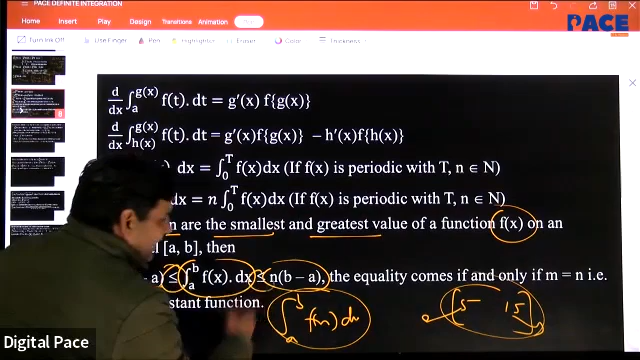 PACE DEFINITE INTEGRATION
Home Insert Draw Design Transitions Animation
PACE
Turn Ink Off Use Finger Pen Highlighter Eraser Color Thickness
8
d/dx ∫_a^{g(x)} f(t). dt = g′(x) f{g(x)}
d/dx ∫_{h(x)}^{g(x)} f(t). dt = g′(x)f{g(x)} − h′(x)f{h(x)}
). dx = ∫_0^T f(x)dx (If f(x) is periodic with T, n ∈ N)
dx = n ∫_0^T f(x)dx (If f(x) is periodic with T, n ∈ N)
n are the smallest and greatest value of a function f(x) on an
[a, b], then
− a) ≤ ∫_a^b f(x). dx ≤ n(b − a), the equality comes if and only if m = n i.e.
stant function.
∫_a^b f(x) dx
15]
Digital Pace